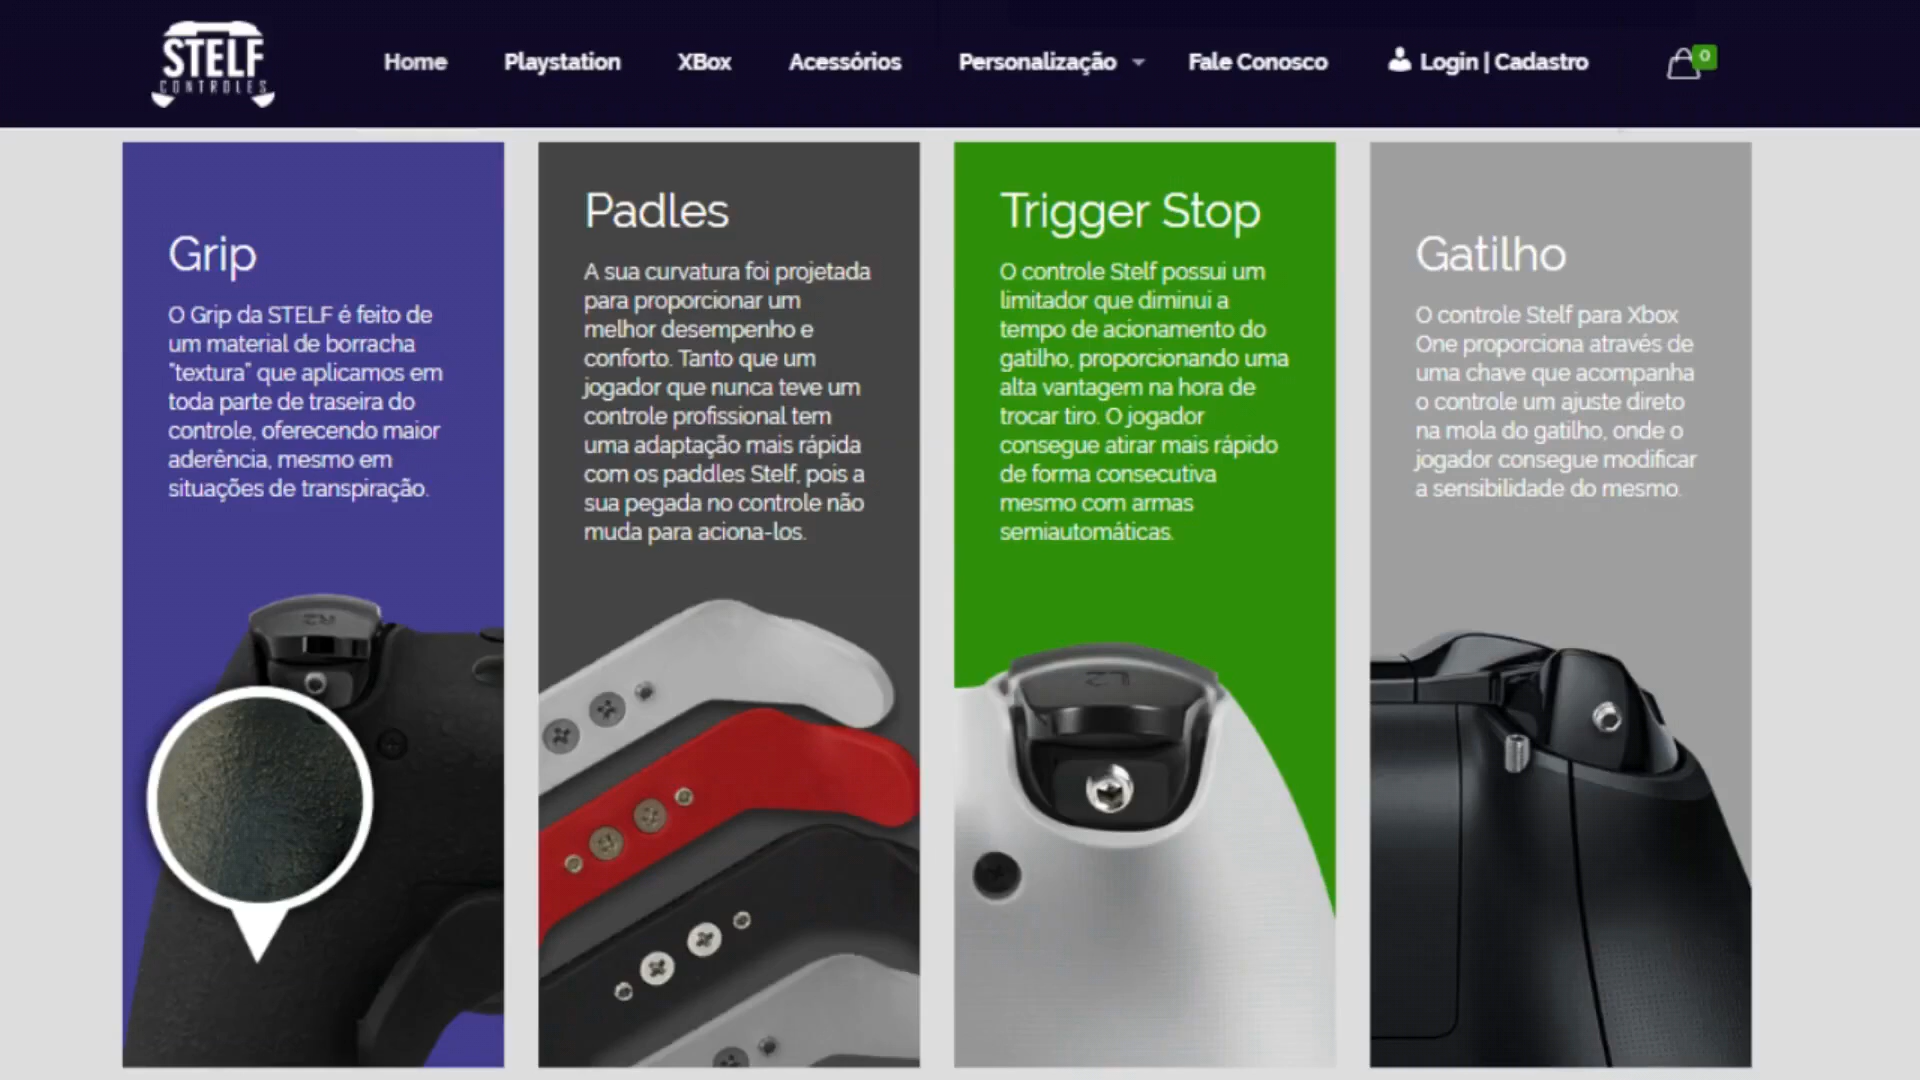 STELF
CONTROLES
Home
Playstation
XBox
Acessórios
Personalização
Fale Conosco
Login | Cadastro
0
Grip
O Grip da STELF é feito de
um material de borracha
"textura" que aplicamos em
toda parte de traseira do
controle, oferecendo maior
aderência, mesmo em
situações de transpiração.
Padles
A sua curvatura foi projetada
para proporcionar um
melhor desempenho e
conforto. Tanto que um
jogador que nunca teve um
controle profissional tem
uma adaptação mais rápida
com os paddles Stelf, pois a
sua pegada no controle não
muda para aciona-los.
Trigger Stop
O controle Stelf possui um
limitador que diminui a
tempo de acionamento do
gatilho, proporcionando uma
alta vantagem na hora de
trocar tiro. O jogador
consegue atirar mais rápido
de forma consecutiva
mesmo com armas
semiautomáticas.
Gatilho
O controle Stelf para Xbox
One proporciona através de
uma chave que acompanha
o controle um ajuste direto
na mola do gatilho, onde o
jogador consegue modificar
a sensibilidade do mesmo.
R2
L2